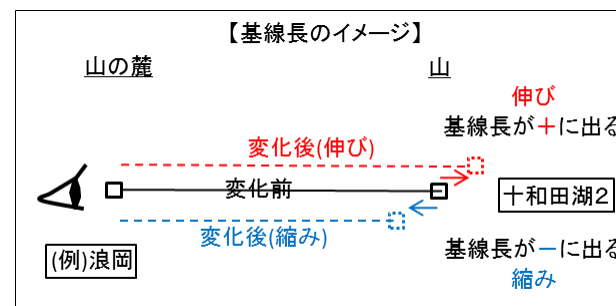 【基線長のイメージ】
山の麓
山
伸び
基線長が＋に出る
変化後(伸び)
変化前
十和田湖２
変化後(縮み)
基線長が－に出る
(例)浪岡
縮み